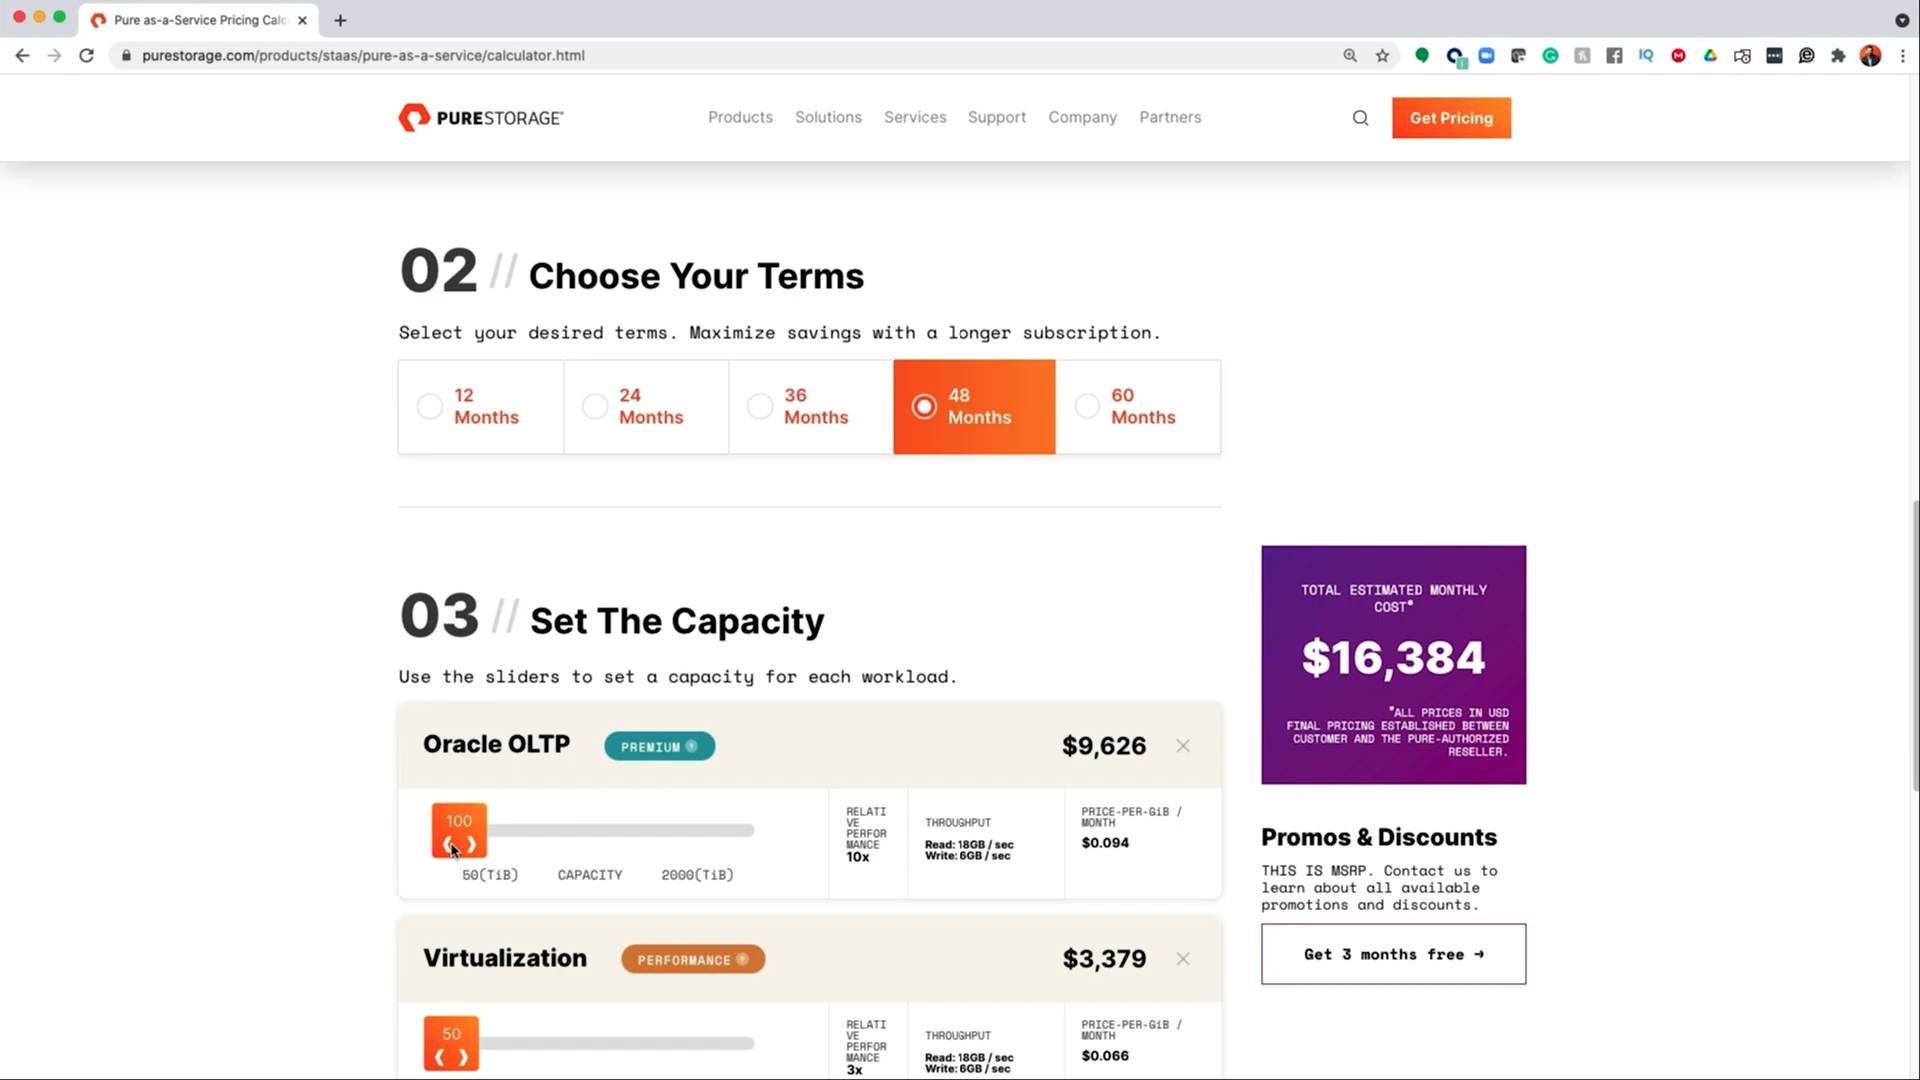 Pure as-a-Service Pricing Calc
purestorage.com/products/staas/pure-as-a-service/calculator.html
PURESTORAGE
Products
Solutions
Services
Support
Company
Partners
Get Pricing
02 // Choose Your Terms
Select your desired terms. Maximize savings with a longer subscription.
12
Months
24
Months
36
Months
48
Months
60
Months
03 // Set The Capacity
Use the sliders to set a capacity for each workload.
TOTAL ESTIMATED MONTHLY
COST*
$16,384
*ALL PRICES IN USD
FINAL PRICING ESTABLISHED BETWEEN
CUSTOMER AND THE PURE-AUTHORIZED
RESELLER.
Oracle OLTP
PREMIUM
$9,626
100
50(TiB)
CAPACITY
2000(TiB)
RELATI
VE
PERFOR
MANCE
10x
THROUGHPUT
Read: 18GB / sec
Write: 6GB / sec
PRICE-PER-GiB /
MONTH
$0.094
Promos & Discounts
THIS IS MSRP. Contact us to
learn about all available
promotions and discounts.
Get 3 months free →
Virtualization
PERFORMANCE
$3,379
50
RELATI
VE
PERFOR
MANCE
3x
THROUGHPUT
Read: 18GB / sec
Write: 6GB / sec
PRICE-PER-GiB /
MONTH
$0.066